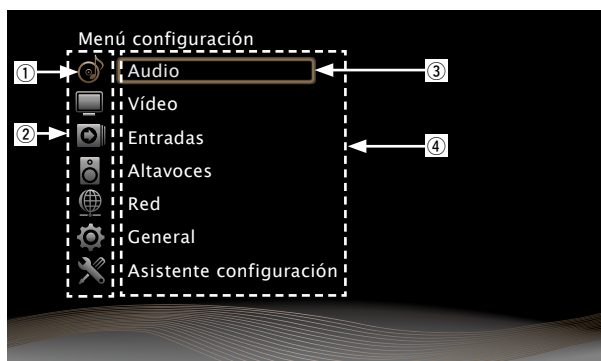 Menú configuración
① Audio ③
Vídeo
② Entradas ④
Altavoces
Red
General
Asistente configuración